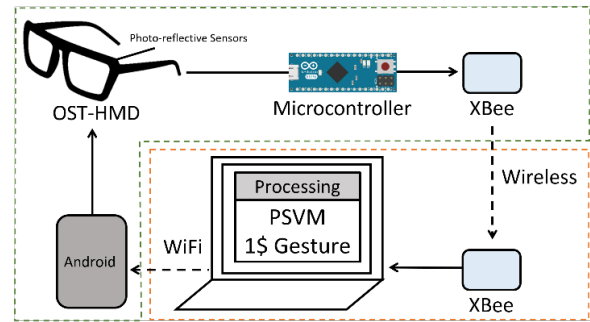 Photo-reflective Sensors
OST-HMD
Microcontroller
XBee
Wireless
Processing
PSVM
1$ Gesture
WiFi
Android
XBee